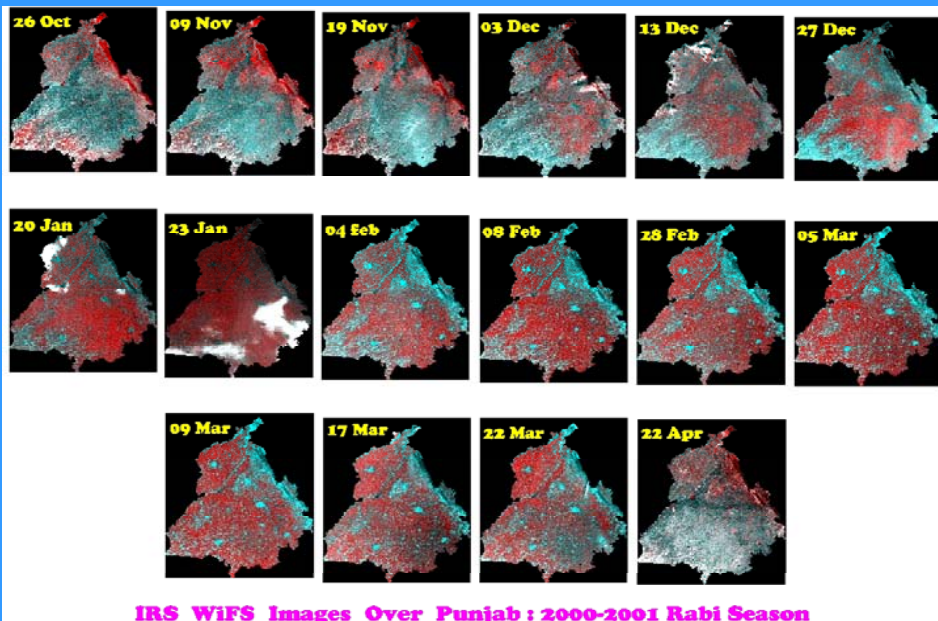 26 Oct
09 Nov
19 Nov
03 Dec
13 Dec
27 Dec
20 Jan
23 Jan
04 feb
08 Feb
28 Feb
05 Mar
09 Mar
17 Mar
22 Mar
22 Apr
IRS WiFS Images Over Punjab : 2000-2001 Rabi Season